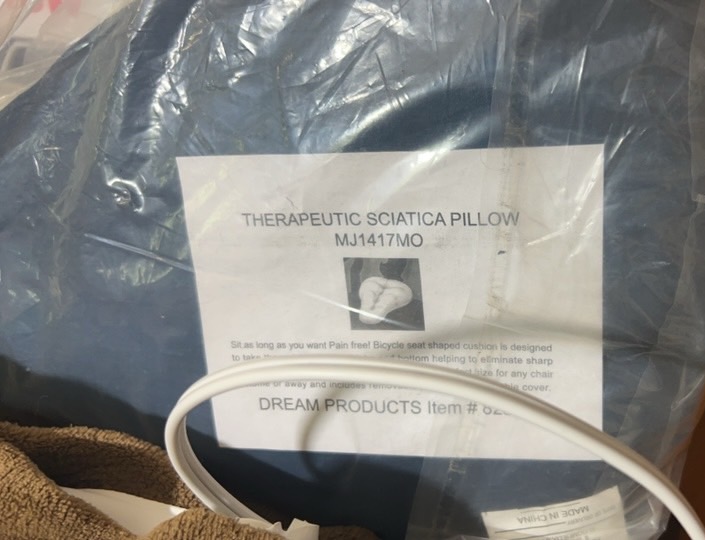 THERAPEUTIC SCIATICA PILLOW
MJ1417MO
Sit as long as you want Pain free! Bicycle seat shaped cushion is designed
to take bottom helping to eliminate sharp
size for any chair
or away and includes cover.
DREAM PRODUCTS Item #
MADE IN CHINA